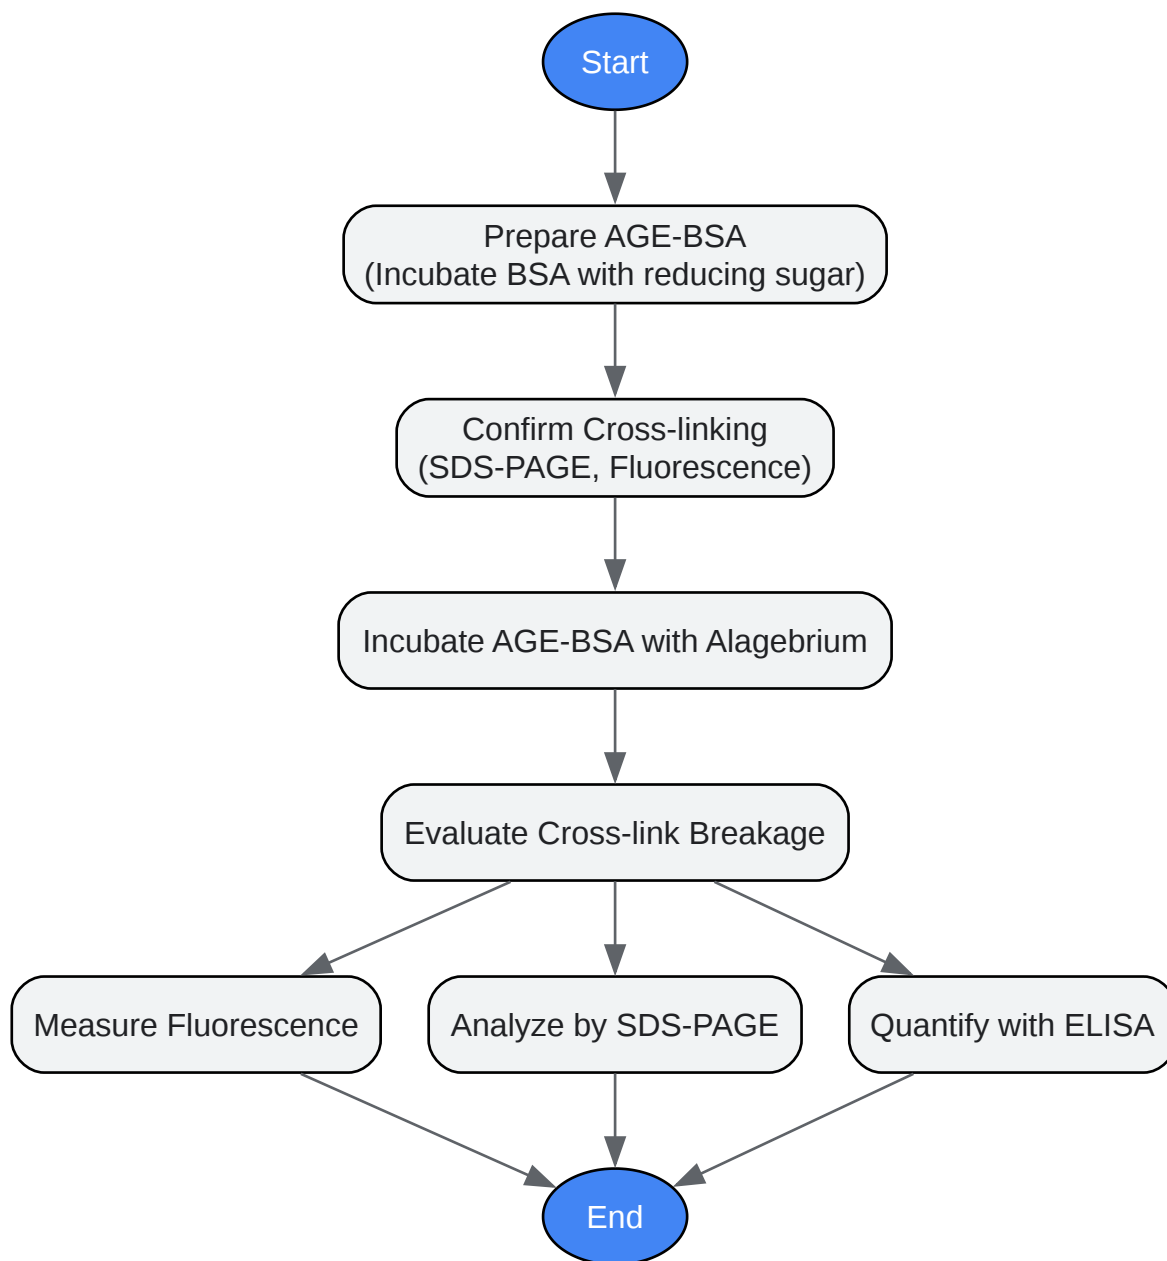 Start
Prepare AGE-BSA
(Incubate BSA with reducing sugar)
Confirm Cross-linking
(SDS-PAGE, Fluorescence)
Incubate AGE-BSA with Alagebrium
Evaluate Cross-link Breakage
Measure Fluorescence
Analyze by SDS-PAGE
Quantify with ELISA
End